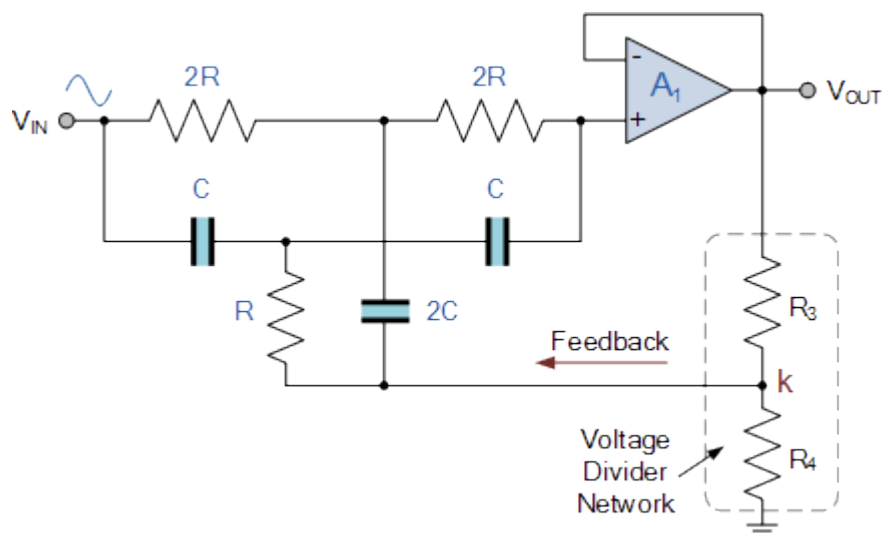 2R
2R
-
A1
+
VIN
VOUT
C
C
R
2C
R3
Feedback
k
Voltage
Divider
Network
R4